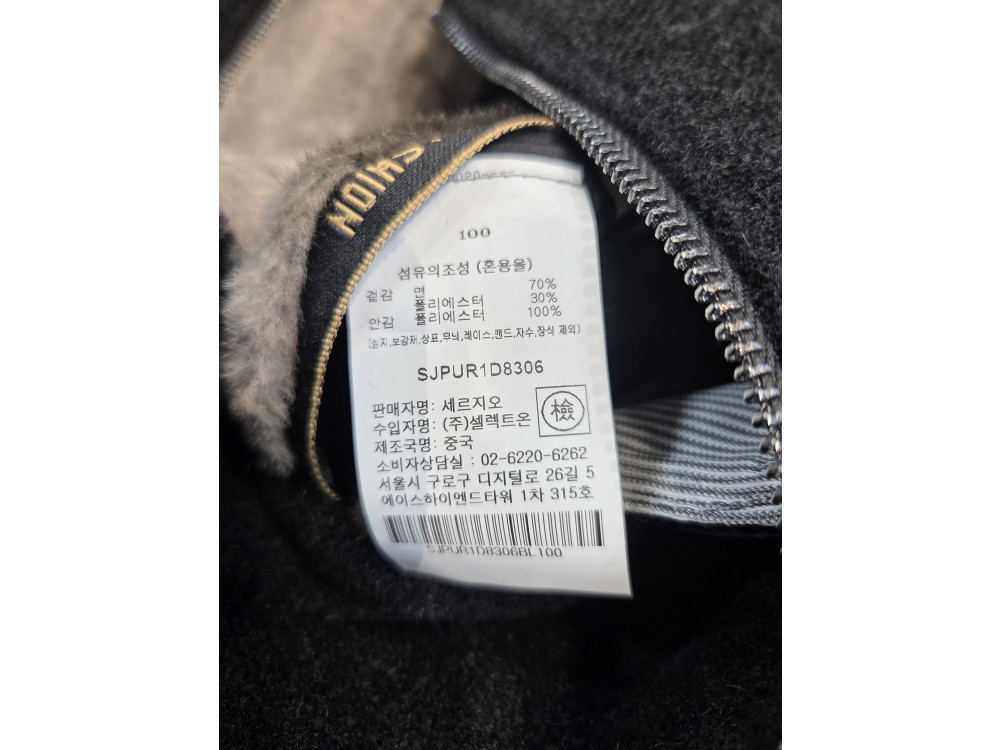 100
섬유의조성 (혼용율)
겉감 면 70%
폴리에스터 30%
안감 폴리에스터 100%
(심지,보강재,상표,무늬,레이스,밴드,자수,장식 제외)
SJPUR1D8306
판매자명: 세르지오
수입자명: (주)셀렉트온
檢
제조국명: 중국
소비자상담실 : 02-6220-6262
서울시 구로구 디지털로 26길 5
에이스하이엔드타워 1차 315호
SJPUR1D8306BL100